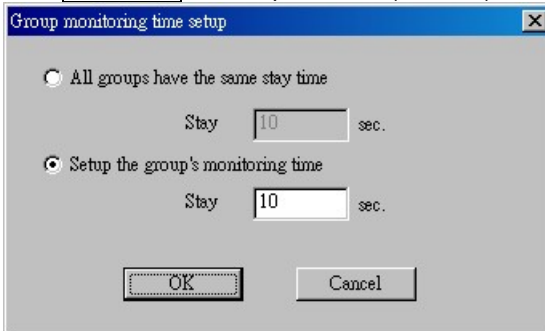 Group monitoring time setup
All groups have the same stay time
Stay 10 sec.
Setup the group's monitoring time
Stay 10 sec.
OK Cancel